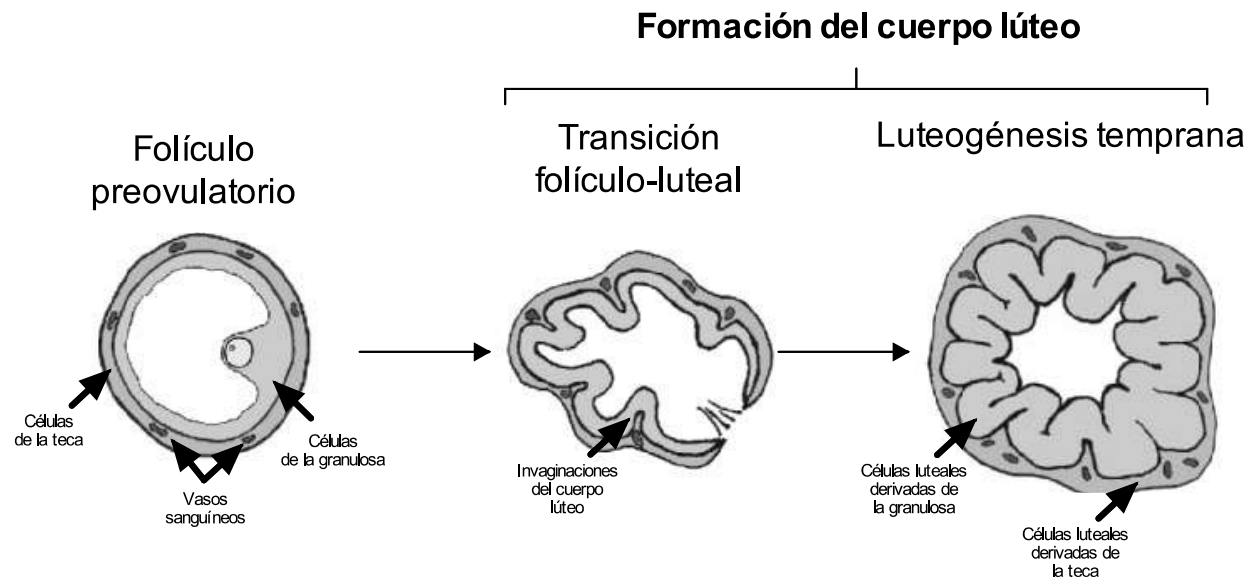 Formación del cuerpo lúteo
Folículo
preovulatorio
Transición
folículo-luteal
Luteogénesis temprana
Células
de la teca
Vasos
sanguíneos
Células
de la granulosa
Invaginaciones
del cuerpo
lúteo
Células luteales
derivadas de
la granulosa
Células luteales
derivadas de
la teca